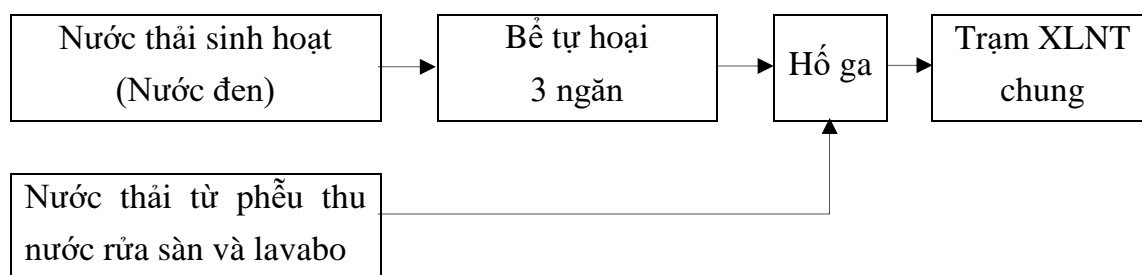 Nước thải sinh hoạt
(Nước đen)
Bể tự hoại
3 ngăn
Hố ga
Trạm XLNT
chung
Nước thải từ phễu thu
nước rửa sàn và lavabo